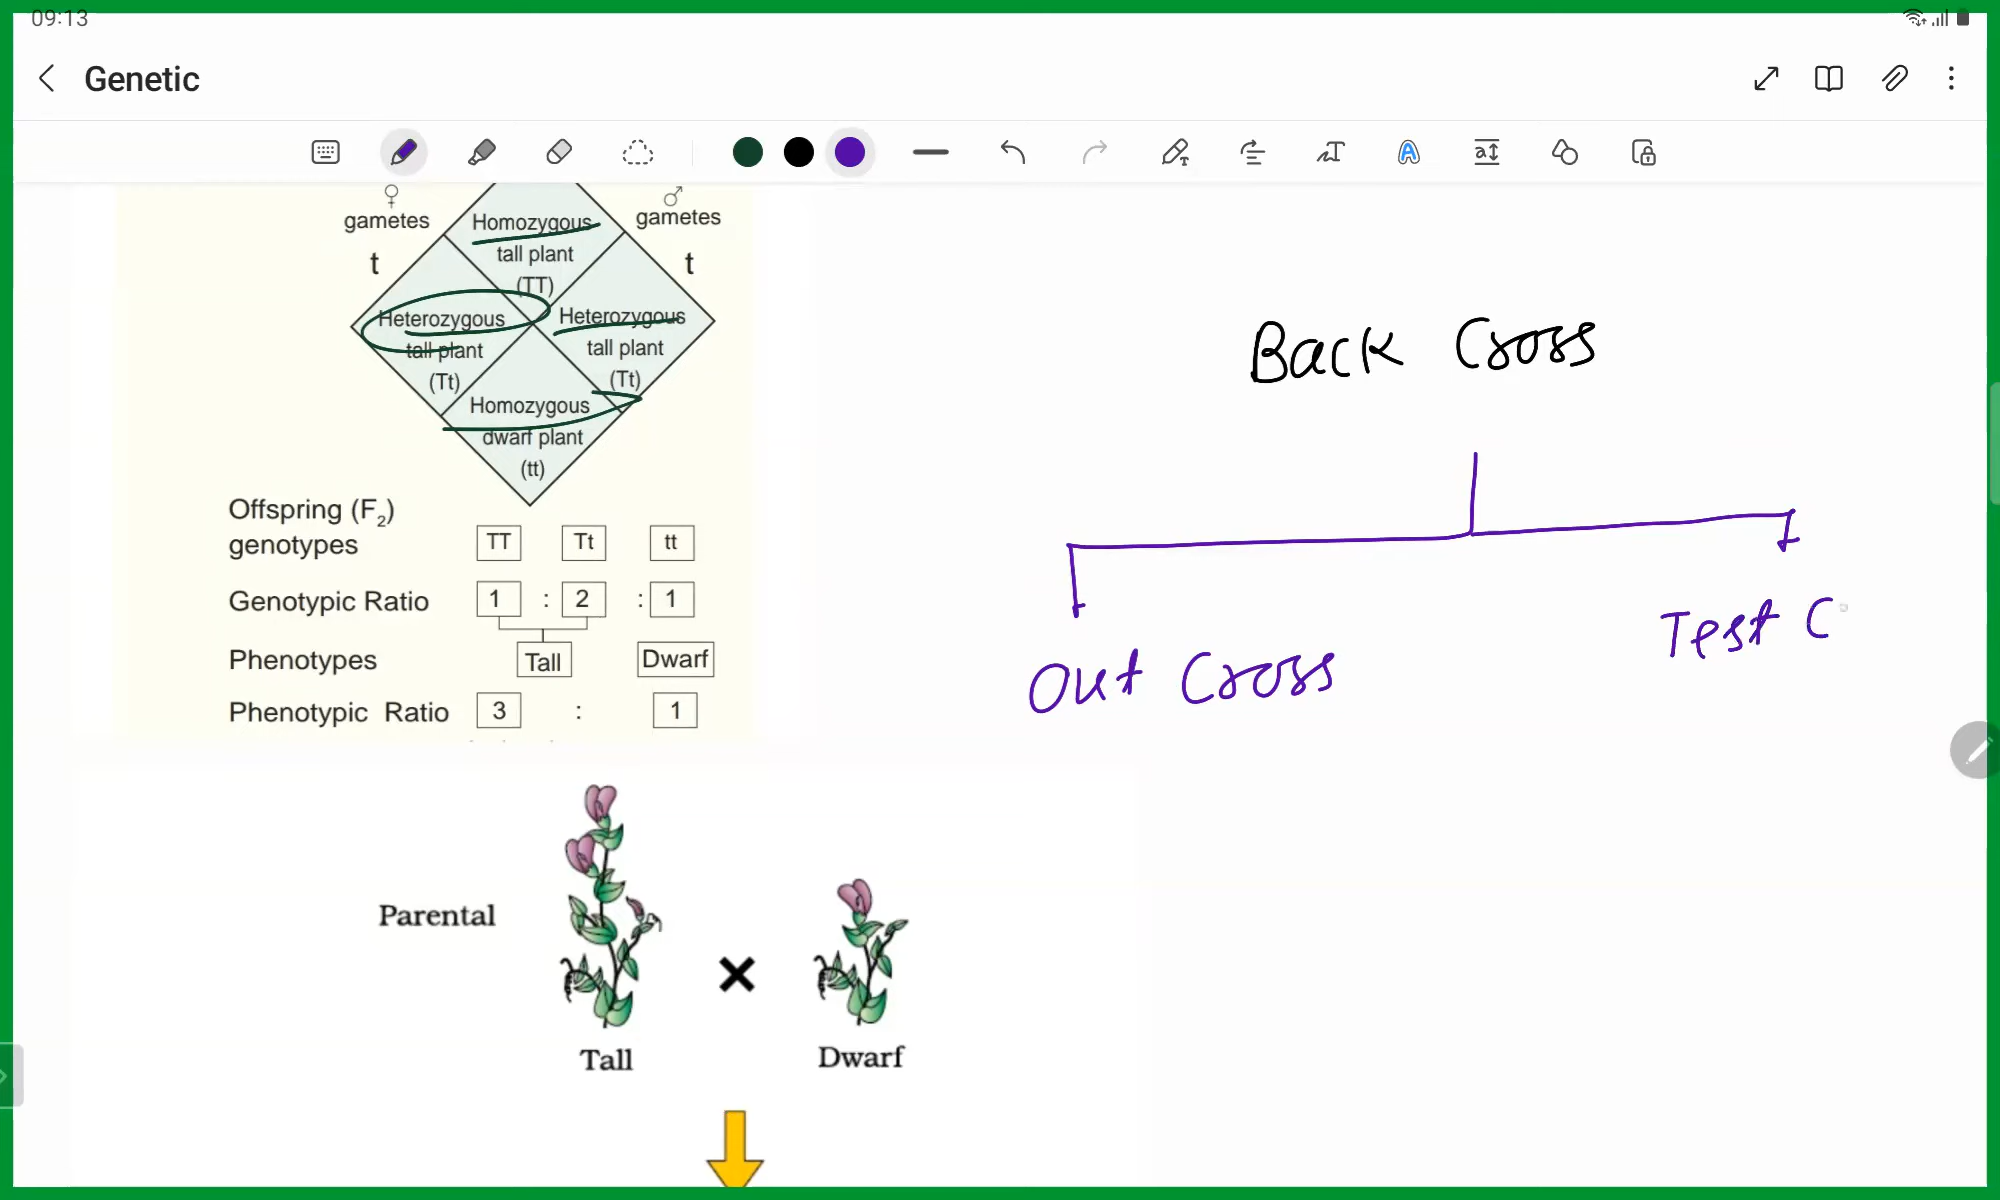 09:13
Genetic
♀ gametes
♂ gametes
t
t
Homozygous
tall plant
(TT)
Heterozygous
tall plant
(Tt)
Heterozygous
tall plant
(Tt)
Homozygous
dwarf plant
(tt)
Offspring (F2)
genotypes
TT Tt tt
Genotypic Ratio 1 : 2 : 1
Phenotypes Tall Dwarf
Phenotypic Ratio 3 : 1
Parental
Tall
Dwarf
Back Cross
Out Cross
Test C